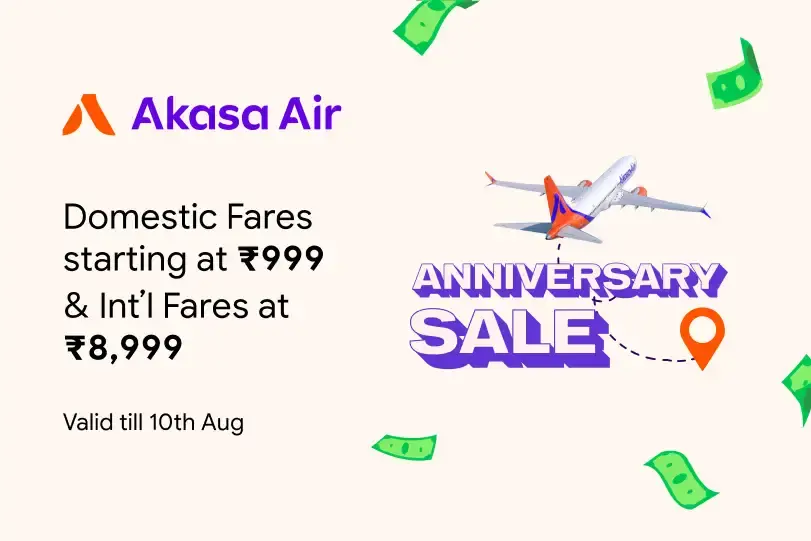 Akasa Air
Domestic Fares
starting at ₹999
& Int'l Fares at
₹8,999
Valid till 10th Aug
ANNIVERSARY
SALE